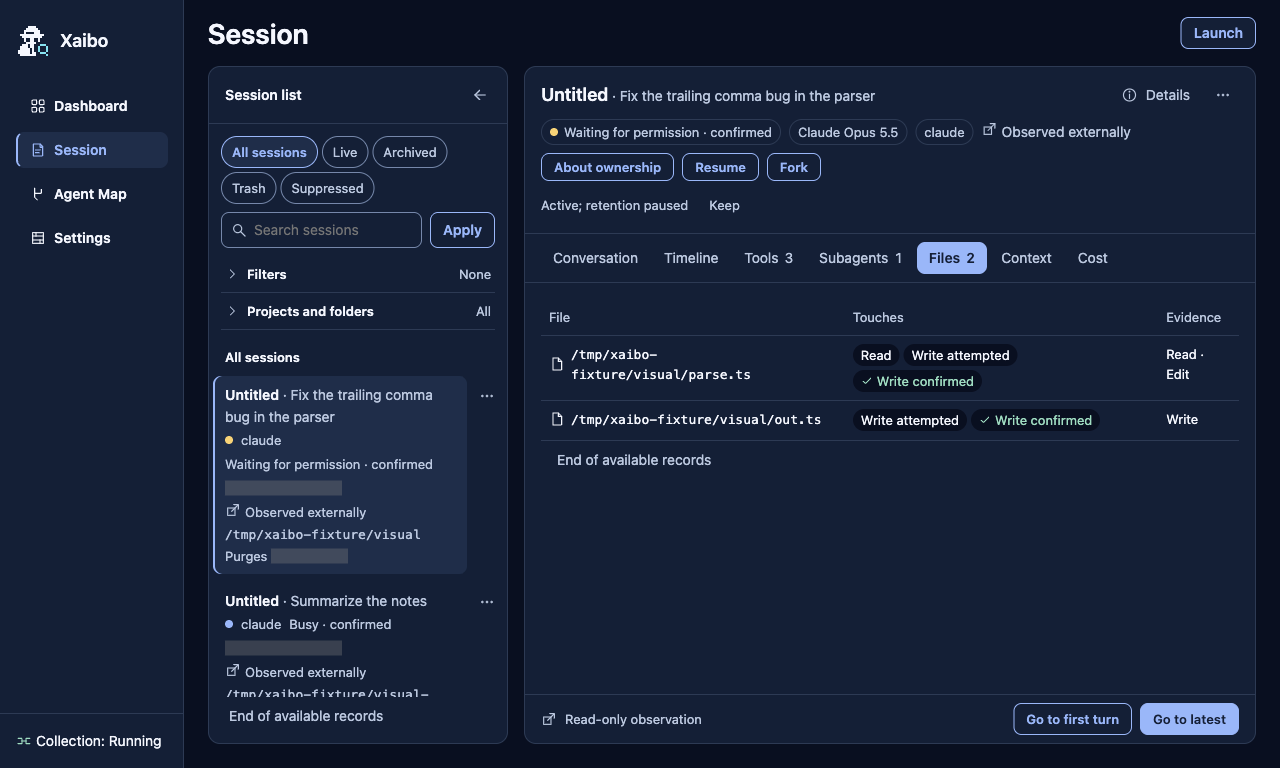 Xaibo
Dashboard
Session
Agent Map
Settings
Collection: Running
Session
Launch
Session list
All sessions
Live
Archived
Trash
Suppressed
Search sessions
Apply
Filters
None
Projects and folders
All
All sessions
Untitled · Fix the trailing comma
bug in the parser
claude
Waiting for permission · confirmed
Observed externally
/tmp/xaibo-fixture/visual
Purges
Untitled · Summarize the notes
claude Busy · confirmed
Observed externally
/tmp/xaibo-fixture/visual-
End of available records
Untitled · Fix the trailing comma bug in the parser
Details
Waiting for permission · confirmed
Claude Opus 5.5
claude
Observed externally
About ownership
Resume
Fork
Active; retention paused
Keep
Conversation
Timeline
Tools 3
Subagents 1
Files 2
Context
Cost
File
Touches
Evidence
/tmp/xaibo-
fixture/visual/parse.ts
Read
Write attempted
Write confirmed
Read ·
Edit
/tmp/xaibo-fixture/visual/out.ts
Write attempted
Write confirmed
Write
End of available records
Read-only observation
Go to first turn
Go to latest